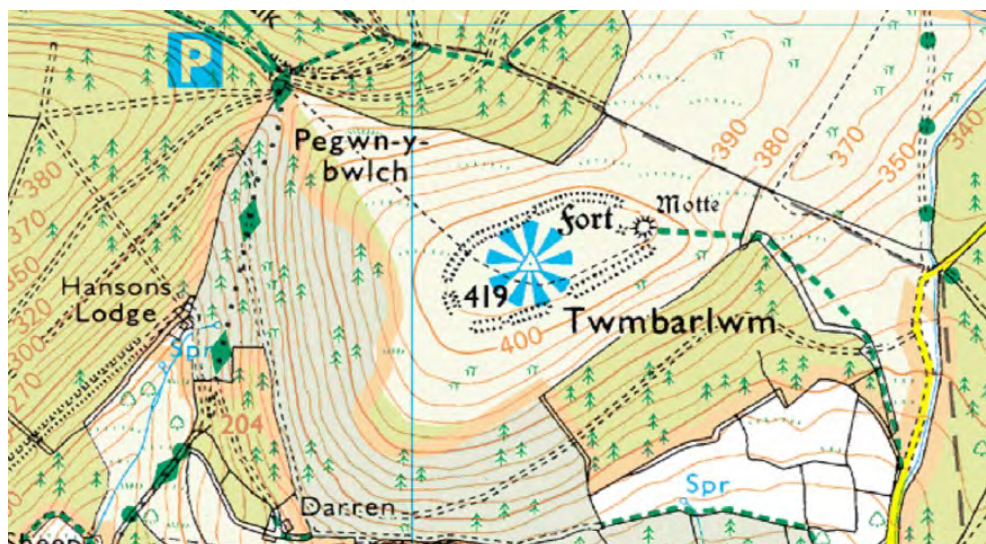 P
Pegwn-y-
bwlch
390
380
370
350
340
380
370
350
320
300
270
fort
Motte
419
400
Twmbarlwm
Hansons
Lodge
Spr
204
Spr
Darren